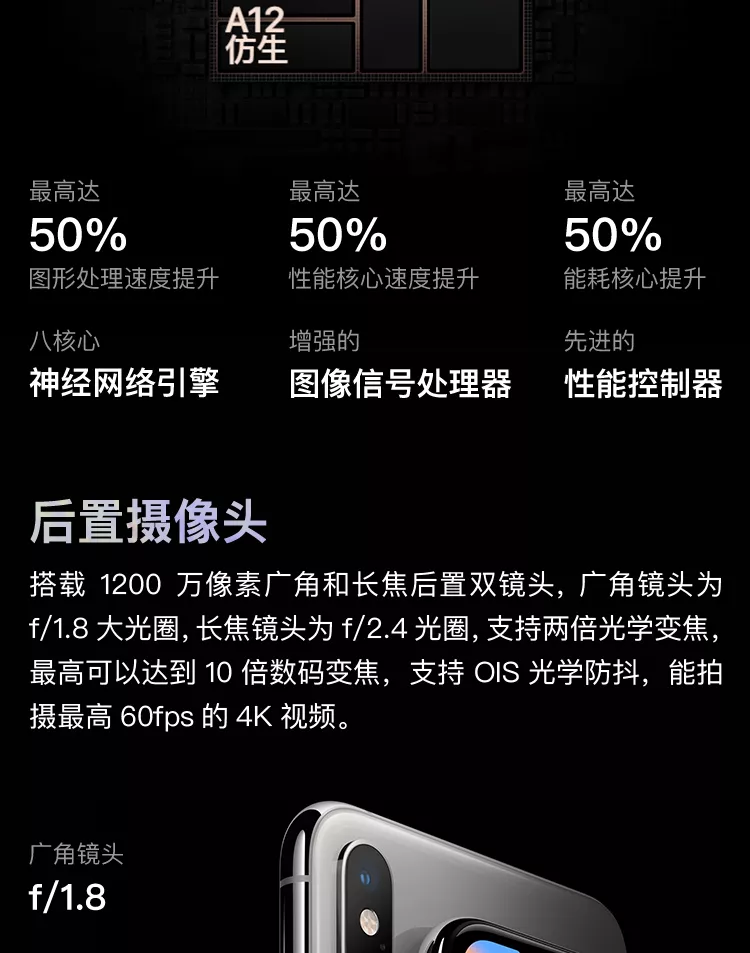 A12
仿生
最高达
50%
图形处理速度提升
最高达
50%
性能核心速度提升
最高达
50%
能耗核心提升
八核心
神经网络引擎
增强的
图像信号处理器
先进的
性能控制器
后置摄像头
搭载 1200 万像素广角和长焦后置双镜头，广角镜头为
f/1.8 大光圈，长焦镜头为 f/2.4 光圈，支持两倍光学变焦，
最高可以达到 10 倍数码变焦，支持 OIS 光学防抖，能拍
摄最高 60fps 的 4K 视频。
广角镜头
f/1.8